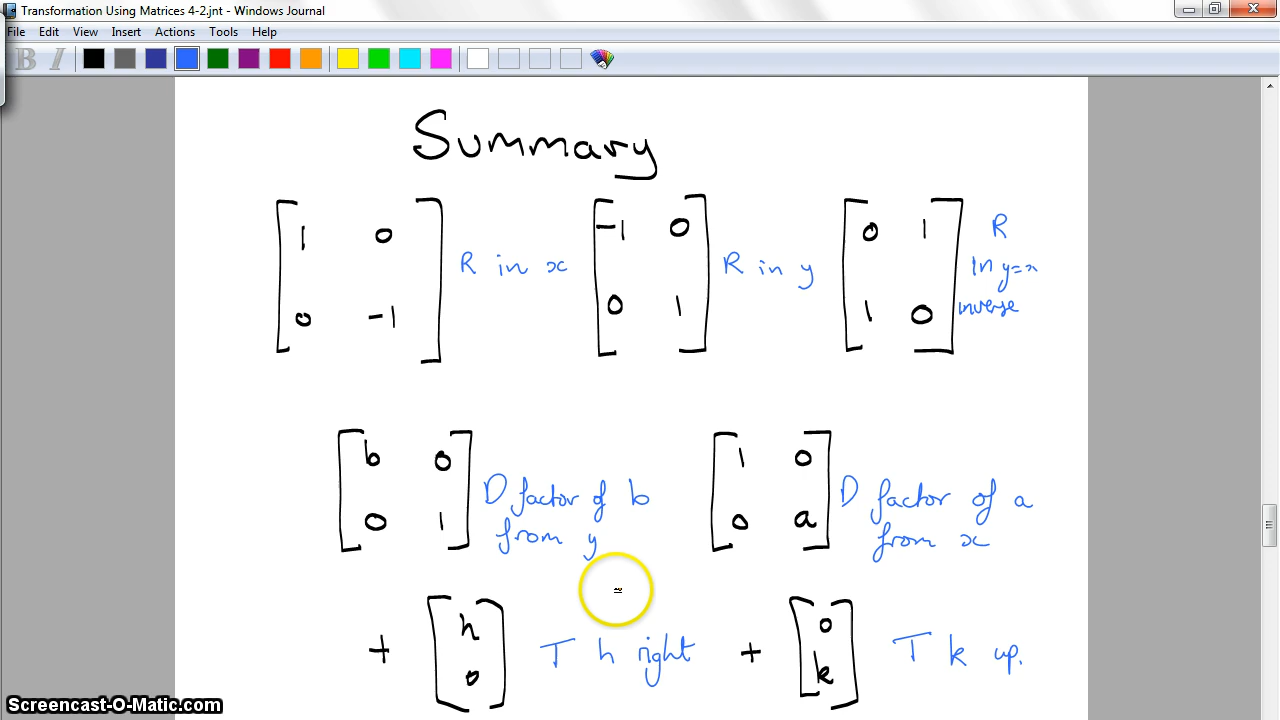 Transformation Using Matrices 4-2.jnt - Windows Journal
File Edit View Insert Actions Tools Help
B I
Summary
1 0
0 -1
R in x
-1 0
0 1
R in y
0 1
1 0
R
In y=x
inverse
b 0
0 1
D factor of b
from y
1 0
0 a
D factor of a
from x
+
h
0
T h right
+
0
k
T k up.
Screencast-O-Matic.com